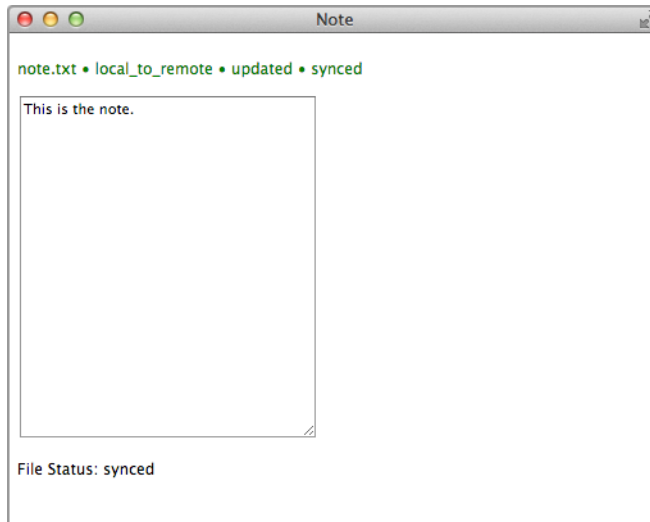 Note
note.txt • local_to_remote • updated • synced
This is the note.
File Status: synced